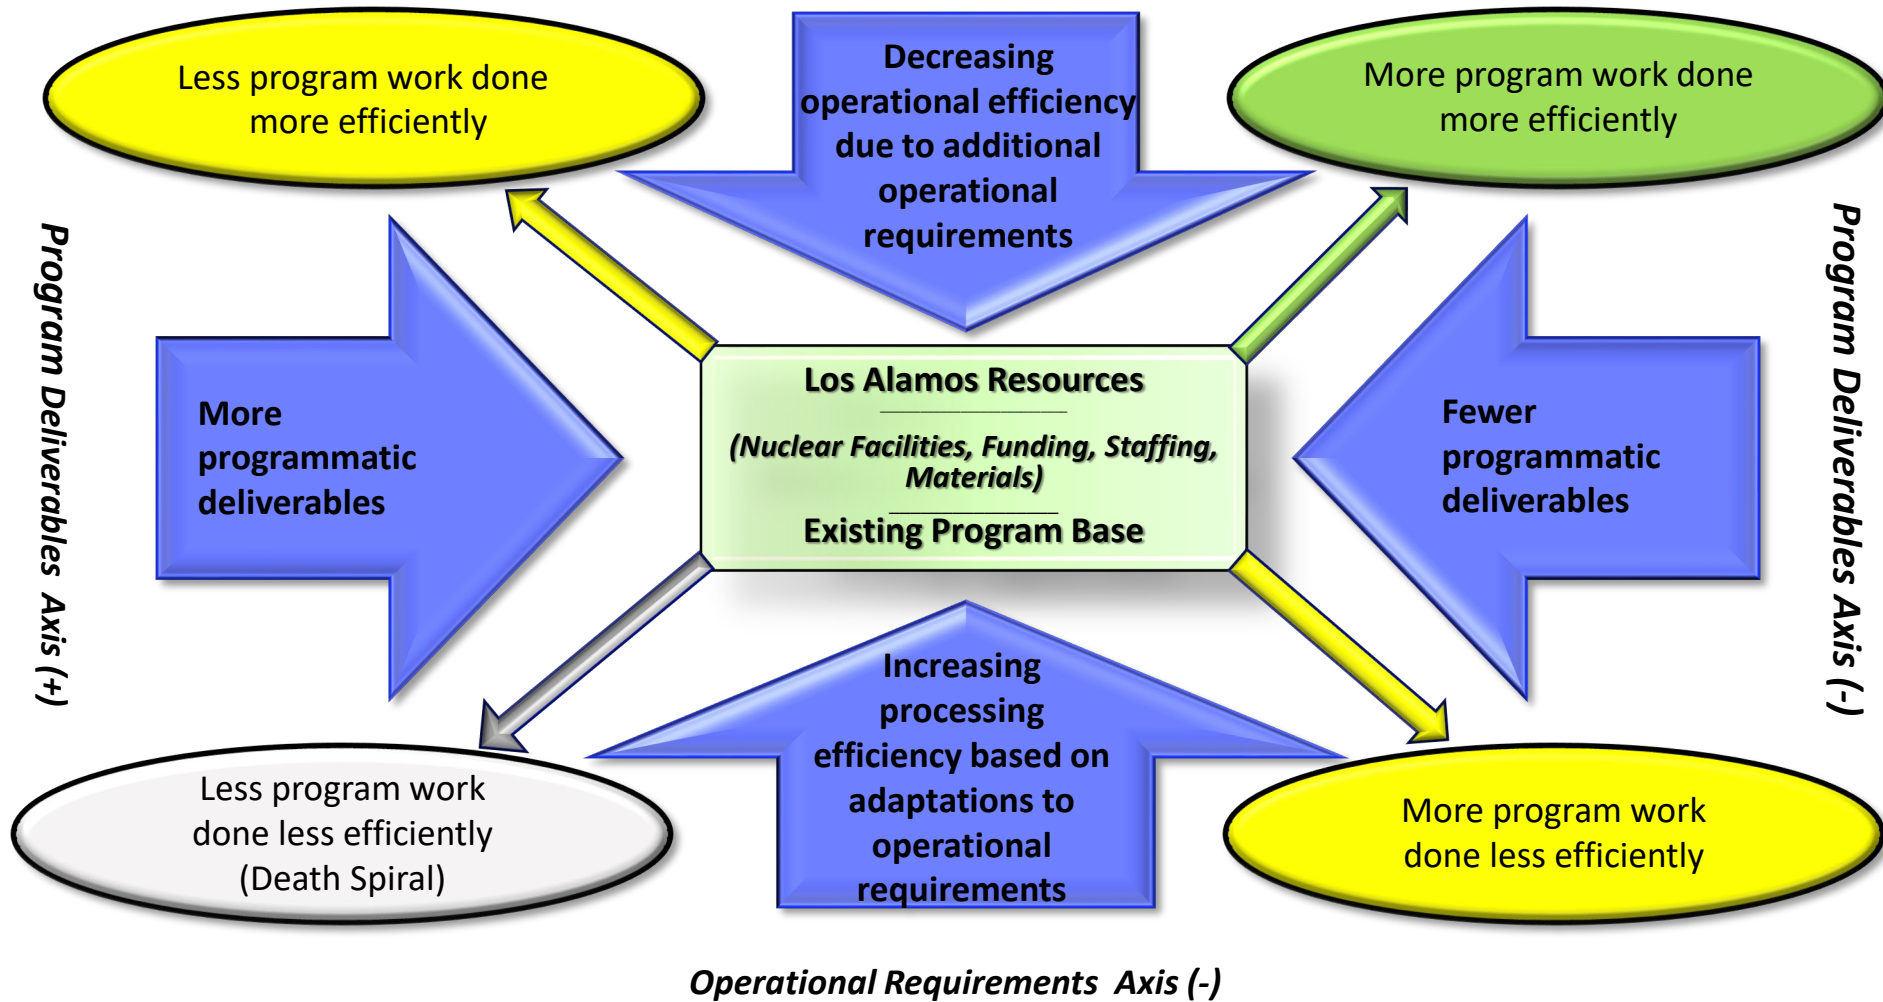 Less program work done
more efficiently
Decreasing
operational efficiency
due to additional
operational
requirements
More program work done
more efficiently
Program Deliverables Axis (+)
More
programmatic
deliverables
Los Alamos Resources
(Nuclear Facilities, Funding, Staffing,
Materials)
Existing Program Base
Fewer
programmatic
deliverables
Program Deliverables Axis (-)
Less program work
done less efficiently
(Death Spiral)
Increasing
processing
efficiency based on
adaptations to
operational
requirements
More program work
done less efficiently
Operational Requirements Axis (-)